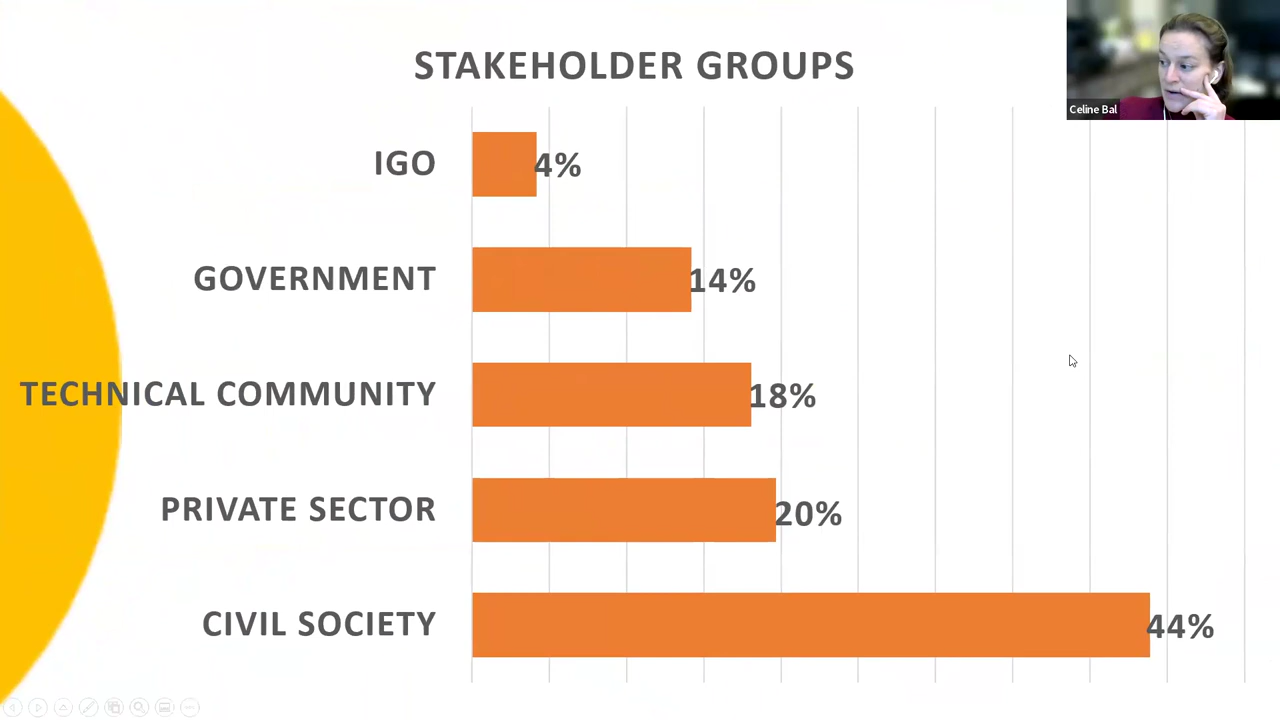 STAKEHOLDER GROUPS
Celine Bal
IGO
4%
GOVERNMENT
14%
TECHNICAL COMMUNITY
18%
PRIVATE SECTOR
20%
CIVIL SOCIETY
44%